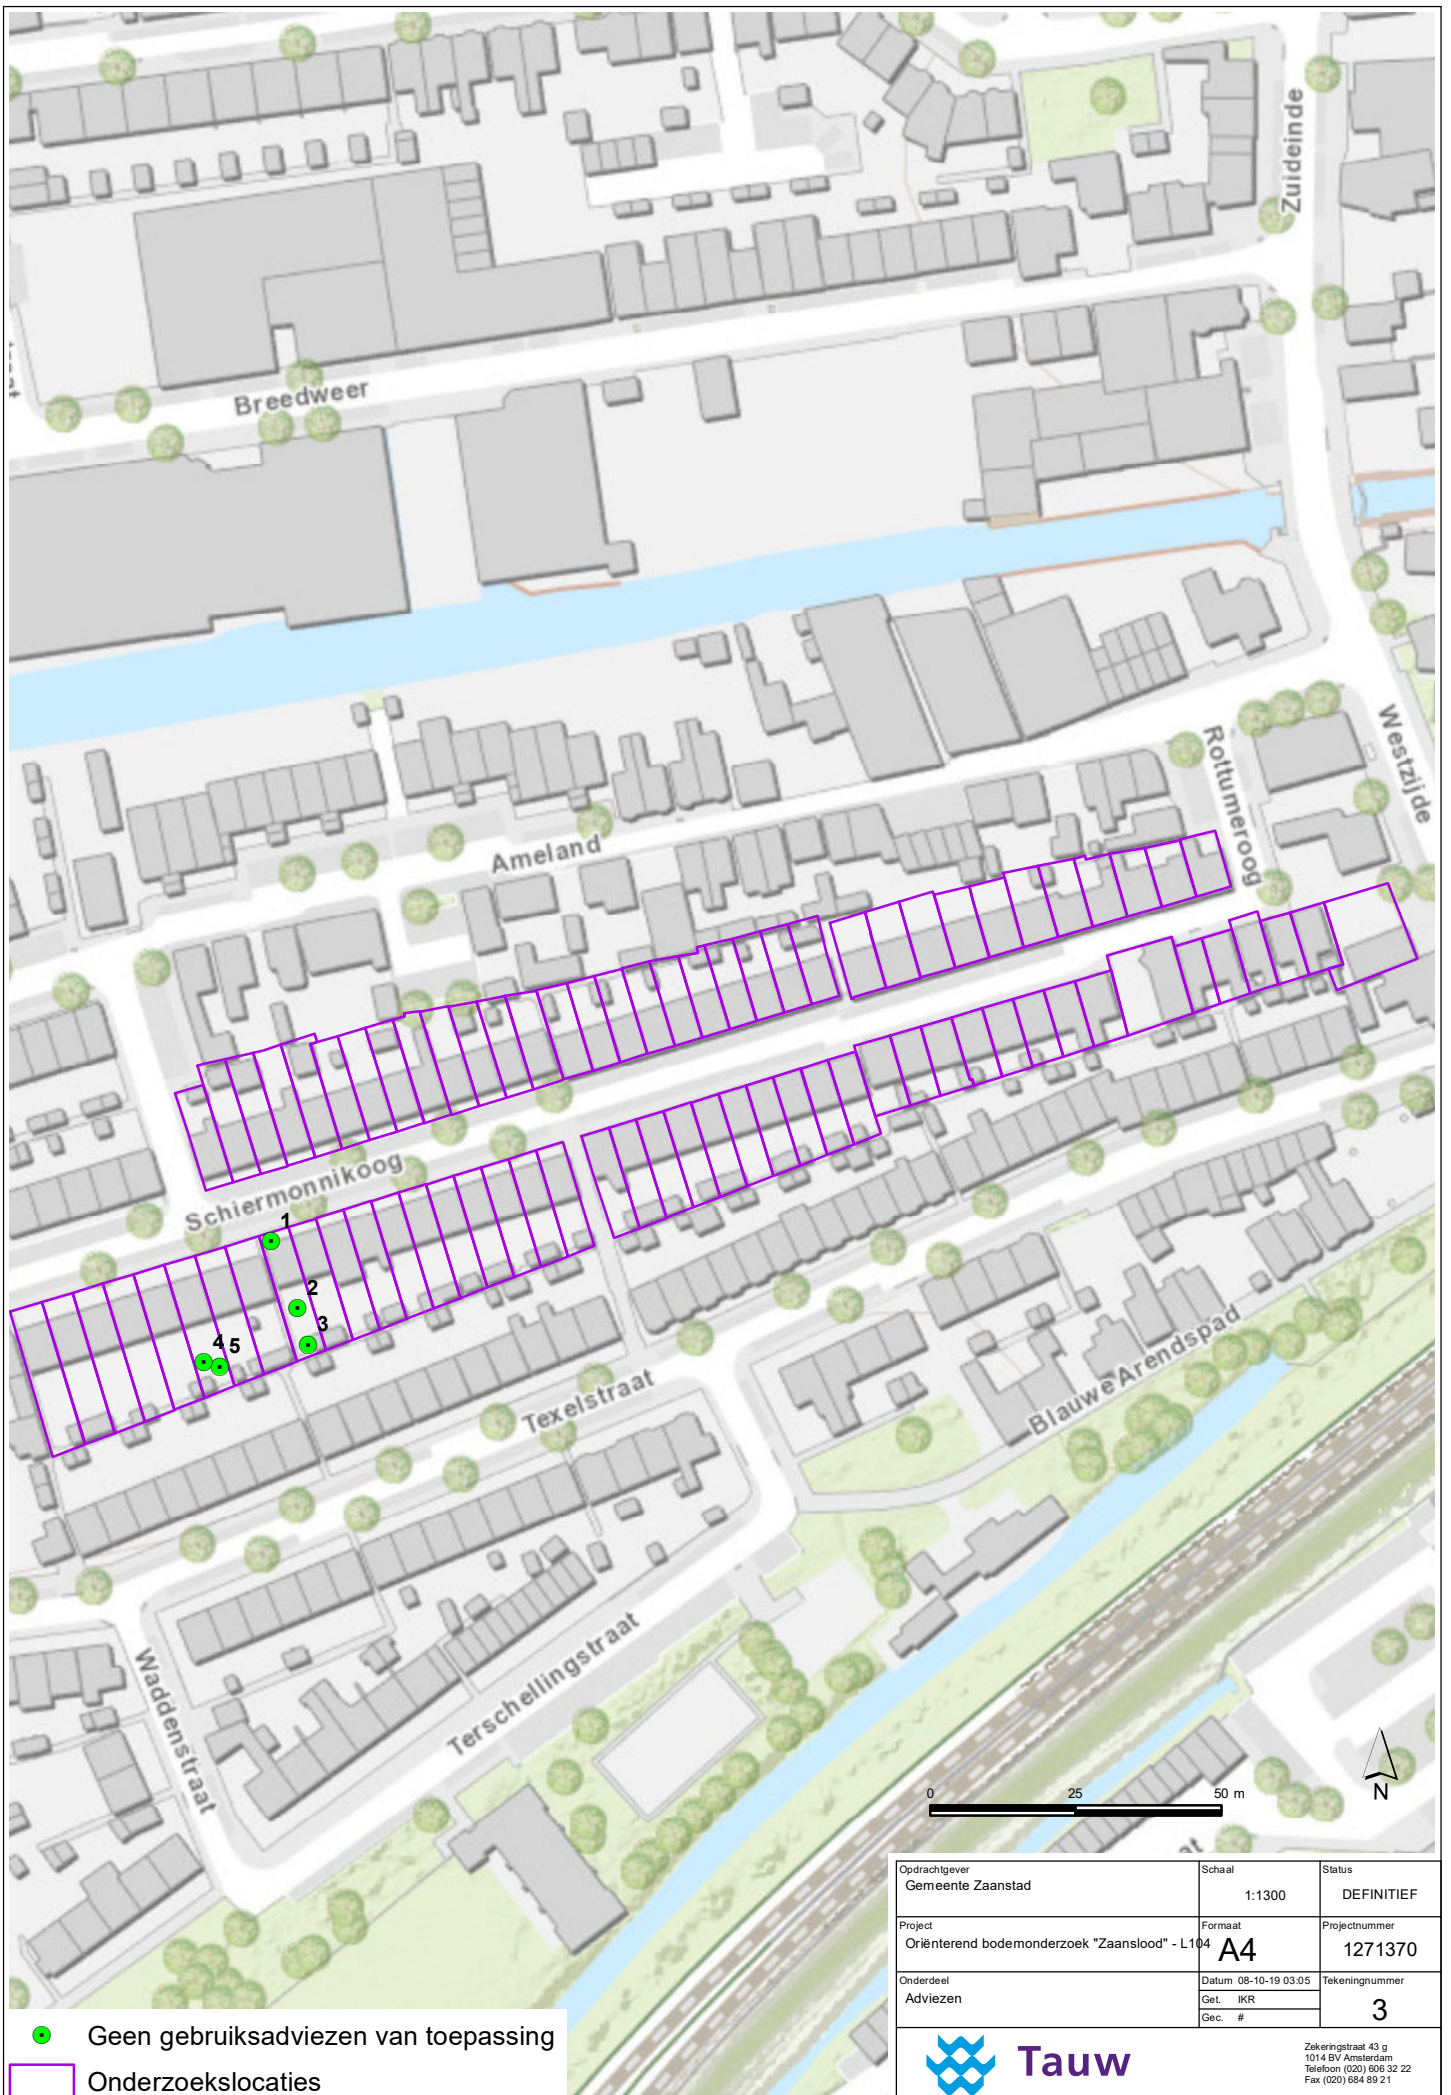 Zuideinde
Breedweer
Westzijde
Rottumeroog
Ameland
Schiermonnikoog
1
2
3
4
5
Texelstraat
Blauwe Arendspad
Waddenstraat
Terschellingstraat
0 25 50 m
N
Opdrachtgever
Gemeente Zaanstad
Schaal
1:1300
Status
DEFINITIEF
Project
Oriënterend bodemonderzoek "Zaanslood" - L104
Formaat
A4
Projectnummer
1271370
Onderdeel
Adviezen
Datum 08-10-19 03:05
Get. IKR
Gec. #
Tekeningnummer
3
Tauw
Zekeringstraat 43 g
1014 BV Amsterdam
Telefoon (020) 606 32 22
Fax (020) 684 89 21
Geen gebruiksadviezen van toepassing
Onderzoekslocaties